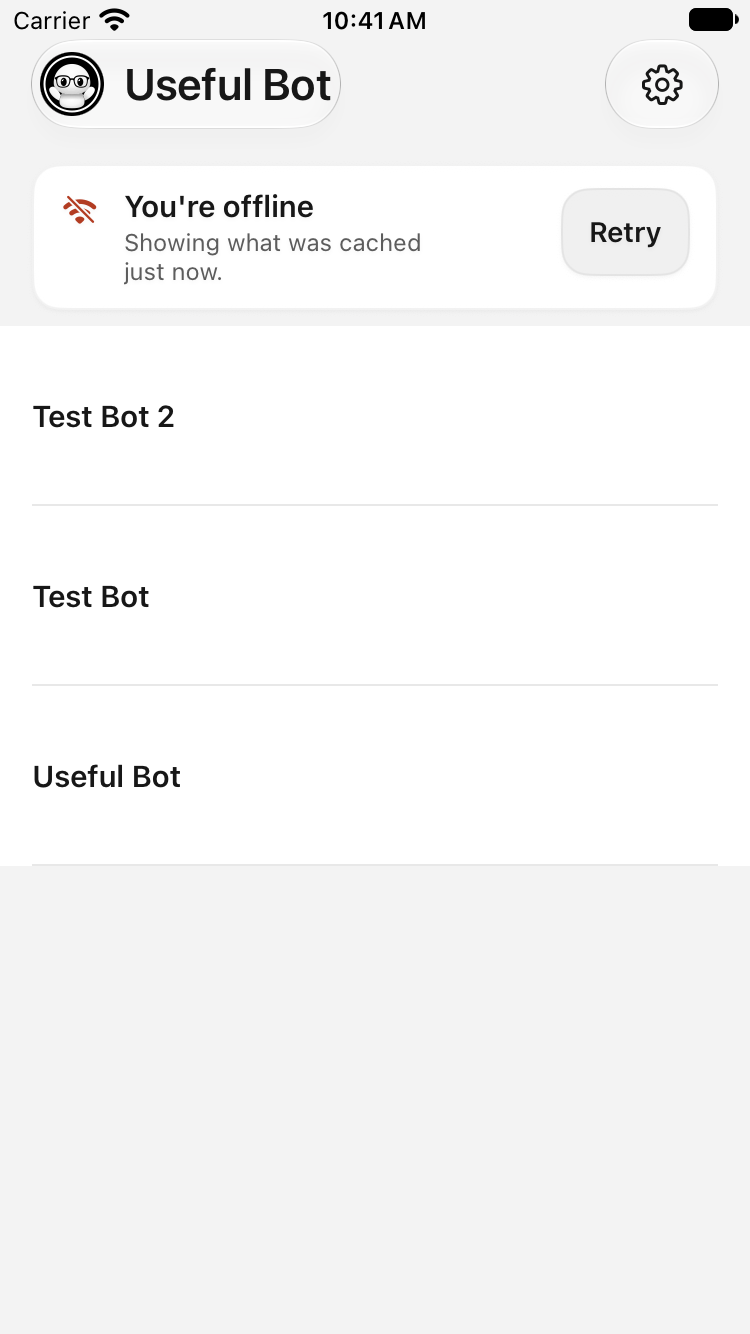 Carrier 10:41 AM
Useful Bot
You're offline
Showing what was cached
just now.
Retry
Test Bot 2
Test Bot
Useful Bot